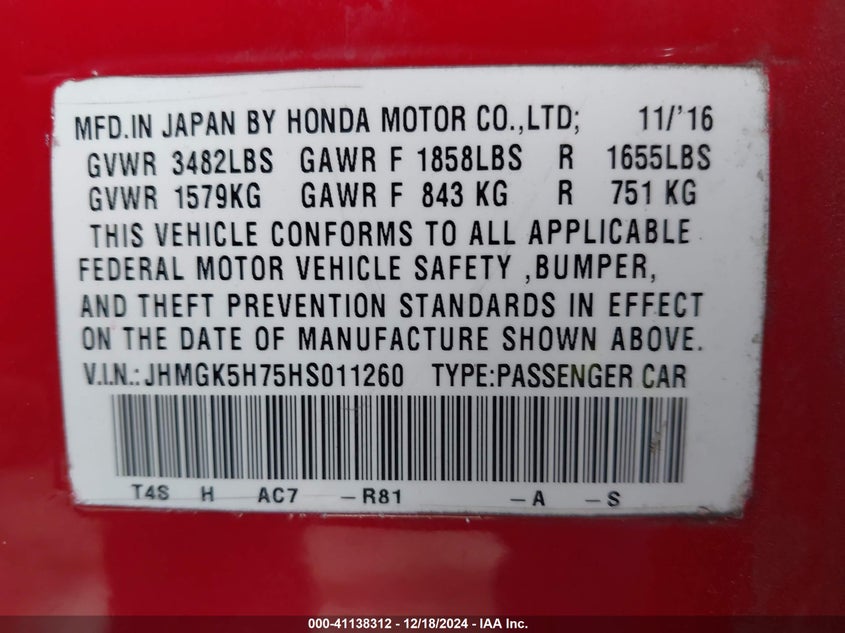 MFD.IN JAPAN BY HONDA MOTOR CO.,LTD; 11/'16
GVWR 3482LBS GAWR F 1858LBS R 1655LBS
GVWR 1579KG GAWR F 843 KG R 751 KG
THIS VEHICLE CONFORMS TO ALL APPLICABLE
FEDERAL MOTOR VEHICLE SAFETY ,BUMPER,
AND THEFT PREVENTION STANDARDS IN EFFECT
ON THE DATE OF MANUFACTURE SHOWN ABOVE.
V.I.N.: JHMGK5H75HS011260 TYPE:PASSENGER CAR
T4S H AC7 -R81 -A -S
000-41138312 - 12/18/2024 - IAA Inc.